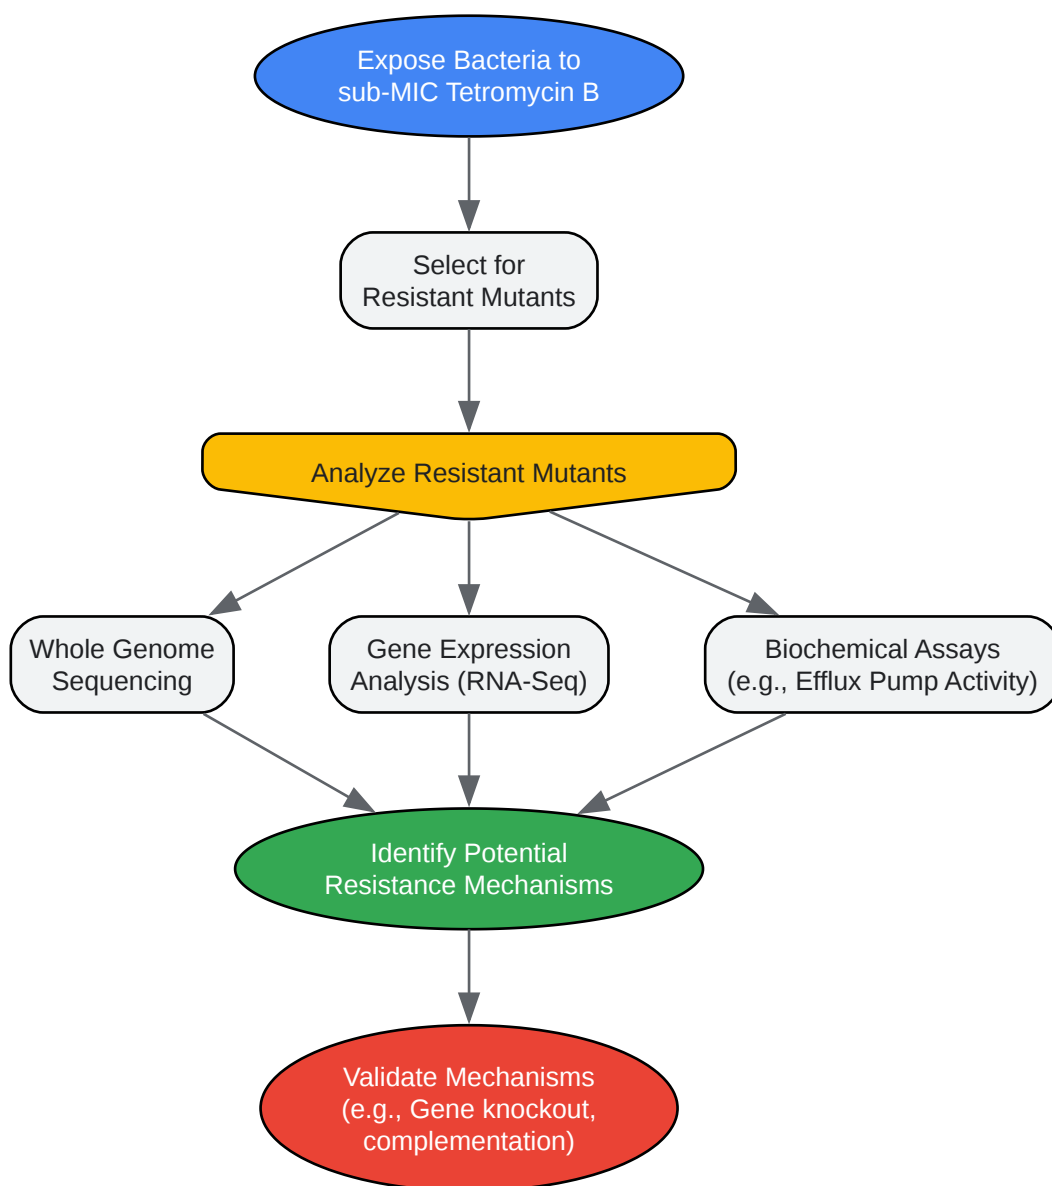 Expose Bacteria to
sub-MIC Tetromycin B
Select for
Resistant Mutants
Analyze Resistant Mutants
Whole Genome
Sequencing
Gene Expression
Analysis (RNA-Seq)
Biochemical Assays
(e.g., Efflux Pump Activity)
Identify Potential
Resistance Mechanisms
Validate Mechanisms
(e.g., Gene knockout,
complementation)